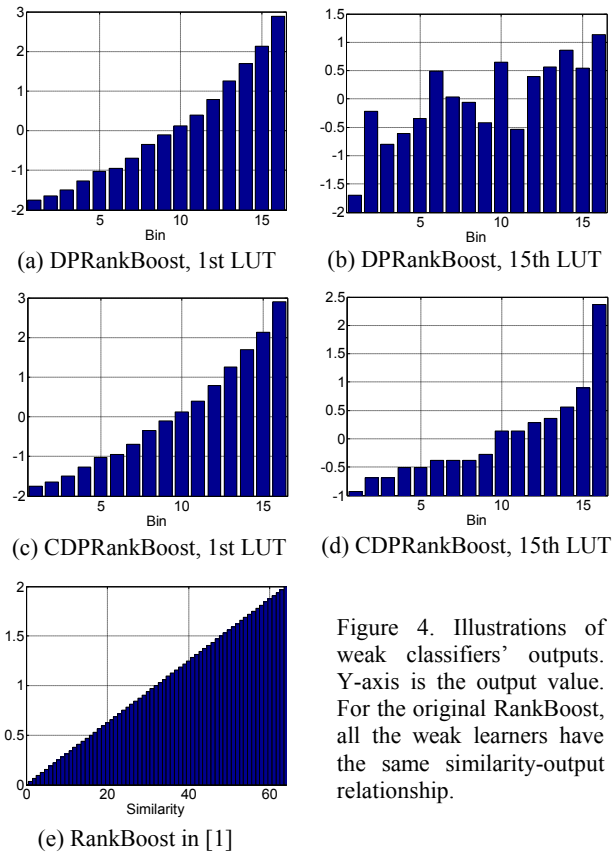 3
2
1
0
-1
-2
5 10 15
Bin
(a) DPRankBoost, 1st LUT
1.5
1
0.5
0
-0.5
-1
-1.5
-2
5 10 15
Bin
(b) DPRankBoost, 15th LUT
3
2
1
0
-1
-2
5 10 15
Bin
(c) CDPRankBoost, 1st LUT
2.5
2
1.5
1
0.5
0
-0.5
-1
5 10 15
Bin
(d) CDPRankBoost, 15th LUT
2
1.5
1
0.5
0
0 20 40 60
Similarity
(e) RankBoost in [1]
Figure 4. Illustrations of
weak classifiers’ outputs.
Y-axis is the output value.
For the original RankBoost,
all the weak learners have
the same similarity-output
relationship.